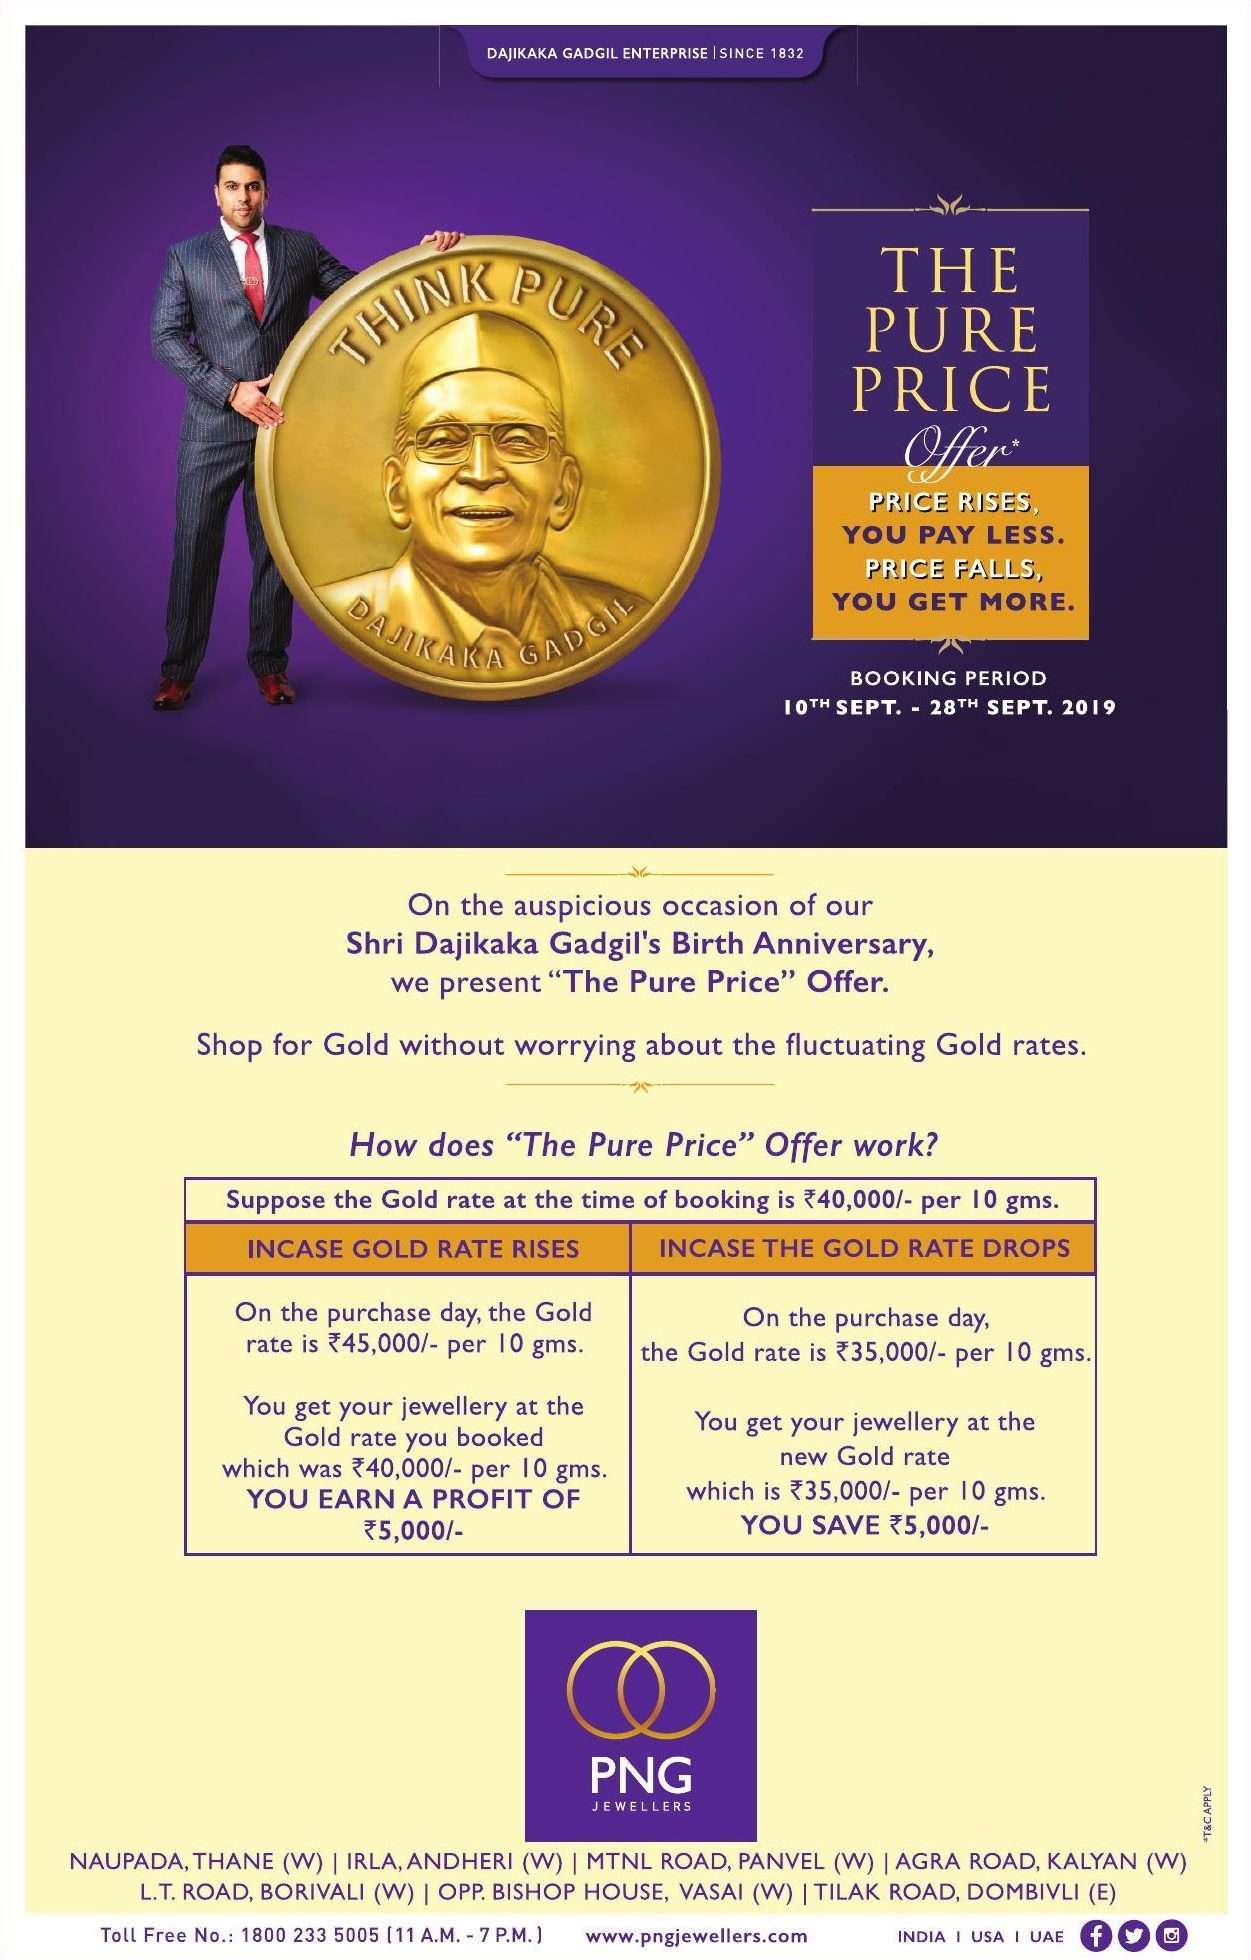 DAJIKAKA GADGIL ENTERPRISE | SINCE 1832
THINK PURE
DAJIKAKA GADGIL
THE
PURE
PRICE
Offer*
PRICE RISES,
YOU PAY LESS.
PRICE FALLS,
YOU GET MORE.
BOOKING PERIOD
10TH SEPT. - 28TH SEPT. 2019
On the auspicious occasion of our
Shri Dajikaka Gadgil's Birth Anniversary,
we present “The Pure Price” Offer.
Shop for Gold without worrying about the fluctuating Gold rates.
How does “The Pure Price” Offer work?
Suppose the Gold rate at the time of booking is ₹40,000/- per 10 gms.
INCASE GOLD RATE RISES
On the purchase day, the Gold
rate is ₹45,000/- per 10 gms.
You get your jewellery at the
Gold rate you booked
which was ₹40,000/- per 10 gms.
YOU EARN A PROFIT OF
₹5,000/-
INCASE THE GOLD RATE DROPS
On the purchase day,
the Gold rate is ₹35,000/- per 10 gms.
You get your jewellery at the
new Gold rate
which is ₹35,000/- per 10 gms.
YOU SAVE ₹5,000/-
PNG
JEWELLERS
*T&C APPLY
NAUPADA, THANE (W) | IRLA, ANDHERI (W) | MTNL ROAD, PANVEL (W) | AGRA ROAD, KALYAN (W)
L.T. ROAD, BORIVALI (W) | OPP. BISHOP HOUSE, VASAI (W) | TILAK ROAD, DOMBIVLI (E)
Toll Free No.: 1800 233 5005 (11 A.M. - 7 P.M.) www.pngjewellers.com INDIA I USA I UAE